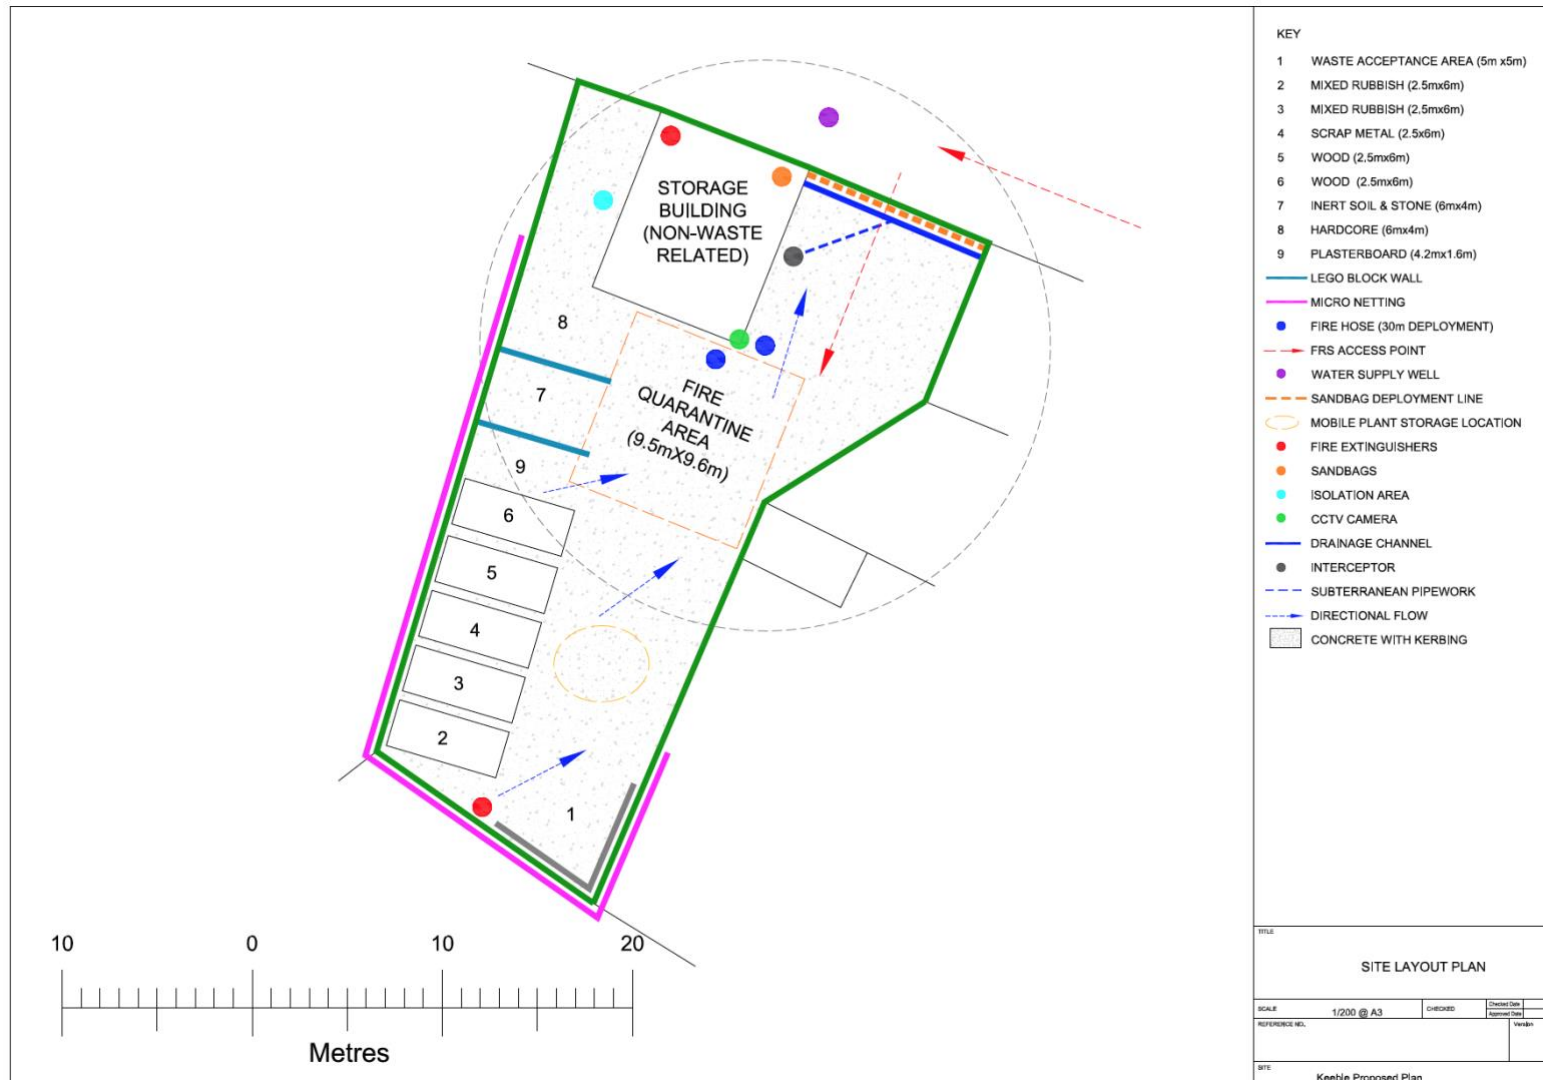 STORAGE
BUILDING
(NON-WASTE
RELATED)
8
7
9
6
5
4
3
2
1
FIRE
QUARANTINE
AREA
(9.5mX9.6m)
10 0 10 20
Metres
KEY
1 WASTE ACCEPTANCE AREA (5m x5m)
2 MIXED RUBBISH (2.5mx6m)
3 MIXED RUBBISH (2.5mx6m)
4 SCRAP METAL (2.5x6m)
5 WOOD (2.5mx6m)
6 WOOD (2.5mx6m)
7 INERT SOIL & STONE (6mx4m)
8 HARDCORE (6mx4m)
9 PLASTERBOARD (4.2mx1.6m)
LEGO BLOCK WALL
MICRO NETTING
FIRE HOSE (30m DEPLOYMENT)
FRS ACCESS POINT
WATER SUPPLY WELL
SANDBAG DEPLOYMENT LINE
MOBILE PLANT STORAGE LOCATION
FIRE EXTINGUISHERS
SANDBAGS
ISOLATION AREA
CCTV CAMERA
DRAINAGE CHANNEL
INTERCEPTOR
SUBTERRANEAN PIPEWORK
DIRECTIONAL FLOW
CONCRETE WITH KERBING
TITLE
SITE LAYOUT PLAN
SCALE 1/200 @ A3 CHECKED Checked Date
Approved Date
REFERENCE NO. Version
SITE
Keeble Proposed Plan